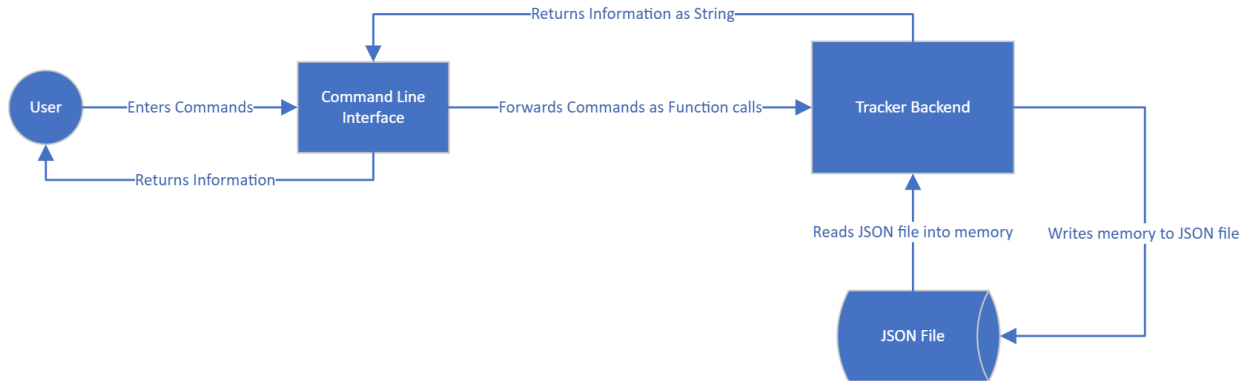 Returns Information as String
User
Enters Commands
Command Line
Interface
Forwards Commands as Function calls
Tracker Backend
Returns Information
Reads JSON file into memory
Writes memory to JSON file
JSON File